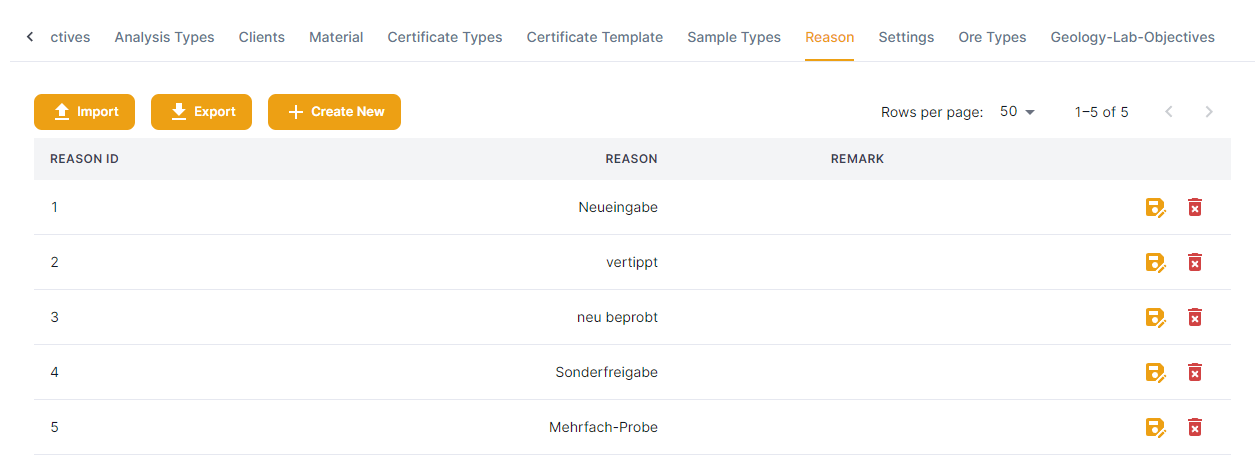 ctives Analysis Types Clients Material Certificate Types Certificate Template Sample Types Reason Settings Ore Types Geology-Lab-Objectives
Import Export Create New Rows per page: 50 1–5 of 5
REASON ID REASON REMARK
1 Neueingabe
2 vertippt
3 neu beprobt
4 Sonderfreigabe
5 Mehrfach-Probe